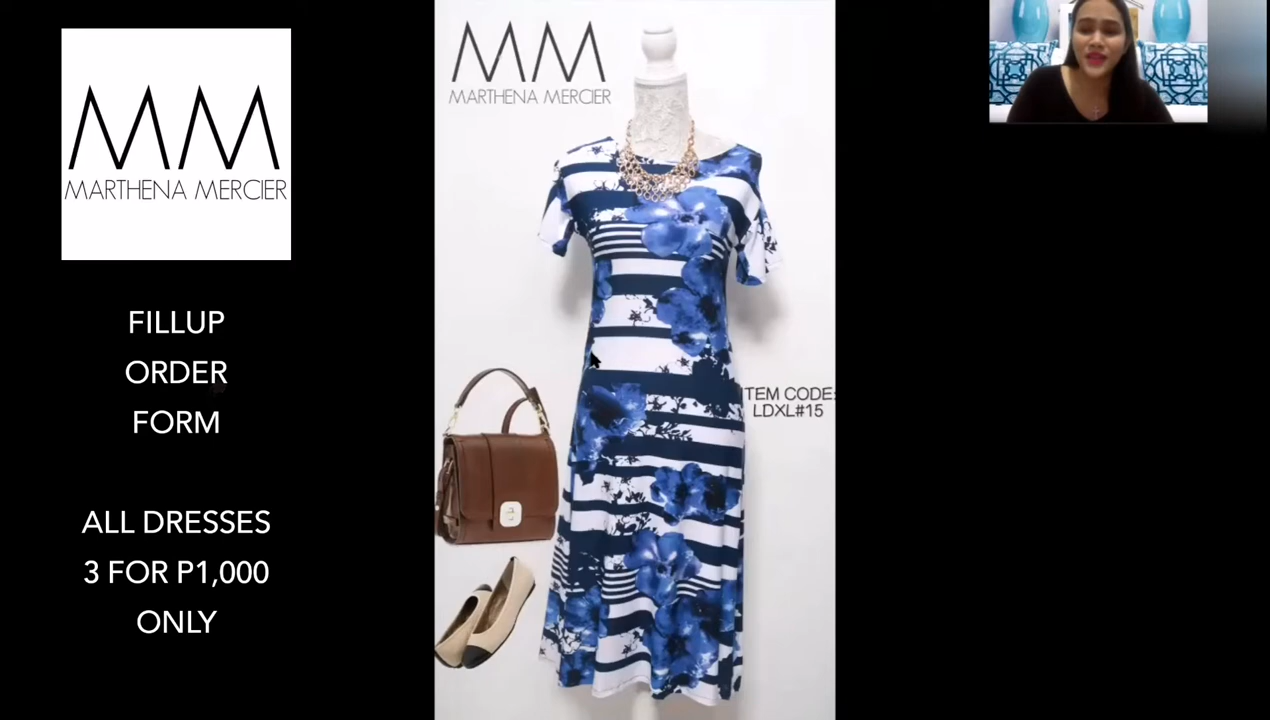 MM
MARTHENA MERCIER
FILLUP
ORDER
FORM
ALL DRESSES
3 FOR P1,000
ONLY
MM
MARTHENA MERCIER
ITEM CODE:
LDXL#15